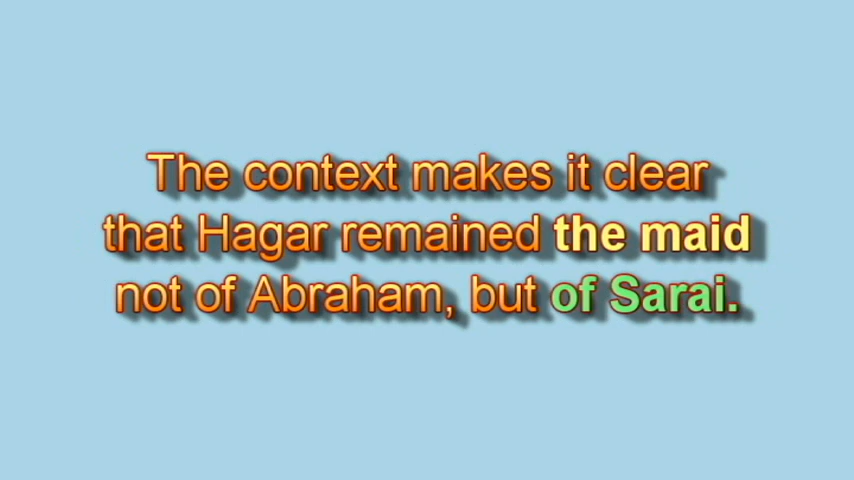 The context makes it clear
that Hagar remained the maid
not of Abraham, but of Sarai.